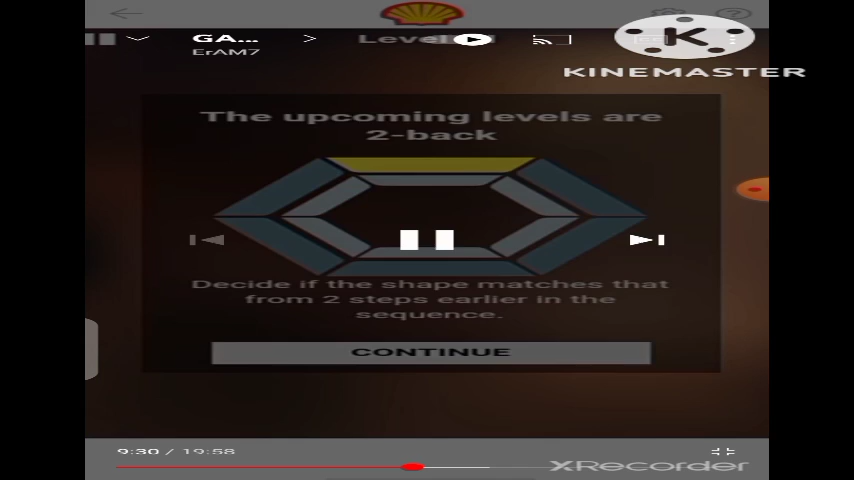 GA...
ErAM7
Level
K
KINEMASTER
The upcoming levels are
2-back
Decide if the shape matches that
from 2 steps earlier in the
sequence.
CONTINUE
9:30 / 19:58
XRecorder